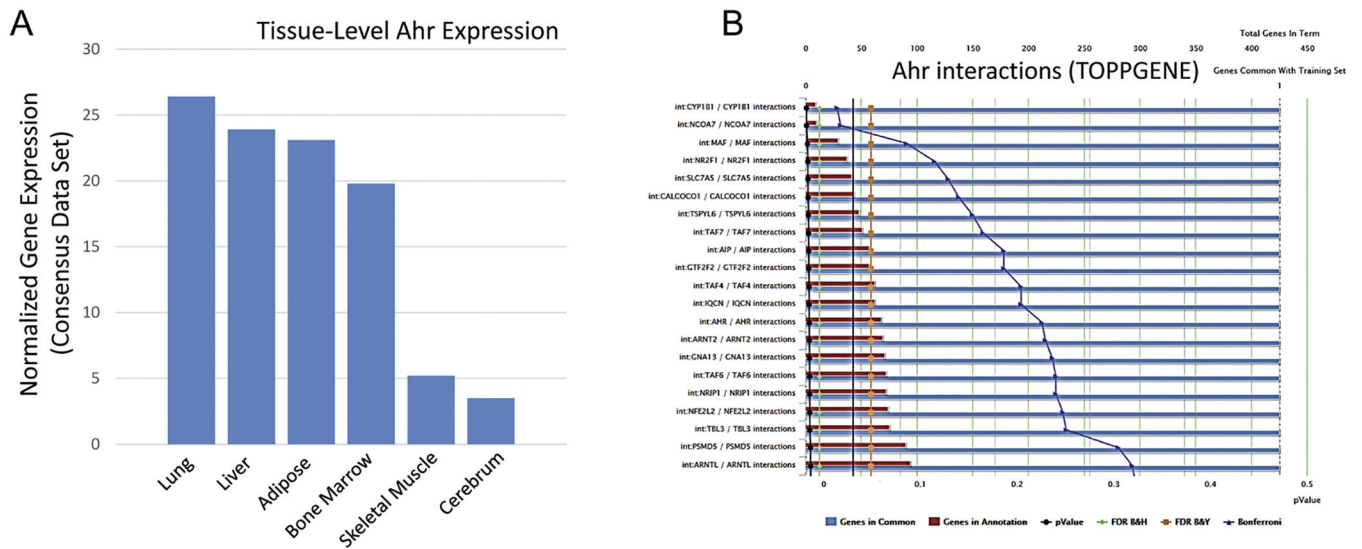 A
Tissue-Level Ahr Expression
Normalized Gene Expression
(Consensus Data Set)
30
25
20
15
10
5
0
Lung
Liver
Adipose
Bone Marrow
Skeletal Muscle
Cerebrum
B
Total Genes In Term
0 50 100 150 200 250 300 350 400 450
Ahr interactions (TOPPGENE)
Genes Common With Training Set
0 1
int:CYP1B1 / CYP1B1 interactions
int:NCOA7 / NCOA7 interactions
int:MAF / MAF interactions
int:NR2F1 / NR2F1 interactions
int:SLC7A5 / SLC7A5 interactions
int:CALCOCO1 / CALCOCO1 interactions
int:TSPYL6 / TSPYL6 interactions
int:TAF7 / TAF7 interactions
int:AIP / AIP interactions
int:GTF2F2 / GTF2F2 interactions
int:TAF4 / TAF4 interactions
int:IQCN / IQCN interactions
int:AHR / AHR interactions
int:ARNT2 / ARNT2 interactions
int:GNA13 / GNA13 interactions
int:TAF6 / TAF6 interactions
int:NRIP1 / NRIP1 interactions
int:NFE2L2 / NFE2L2 interactions
int:TBL3 / TBL3 interactions
int:PSMD5 / PSMD5 interactions
int:ARNTL / ARNTL interactions
0 0.1 0.2 0.3 0.4 0.5
pValue
Genes in Common Genes in Annotation pValue FDR B&H FDR B&Y Bonferroni